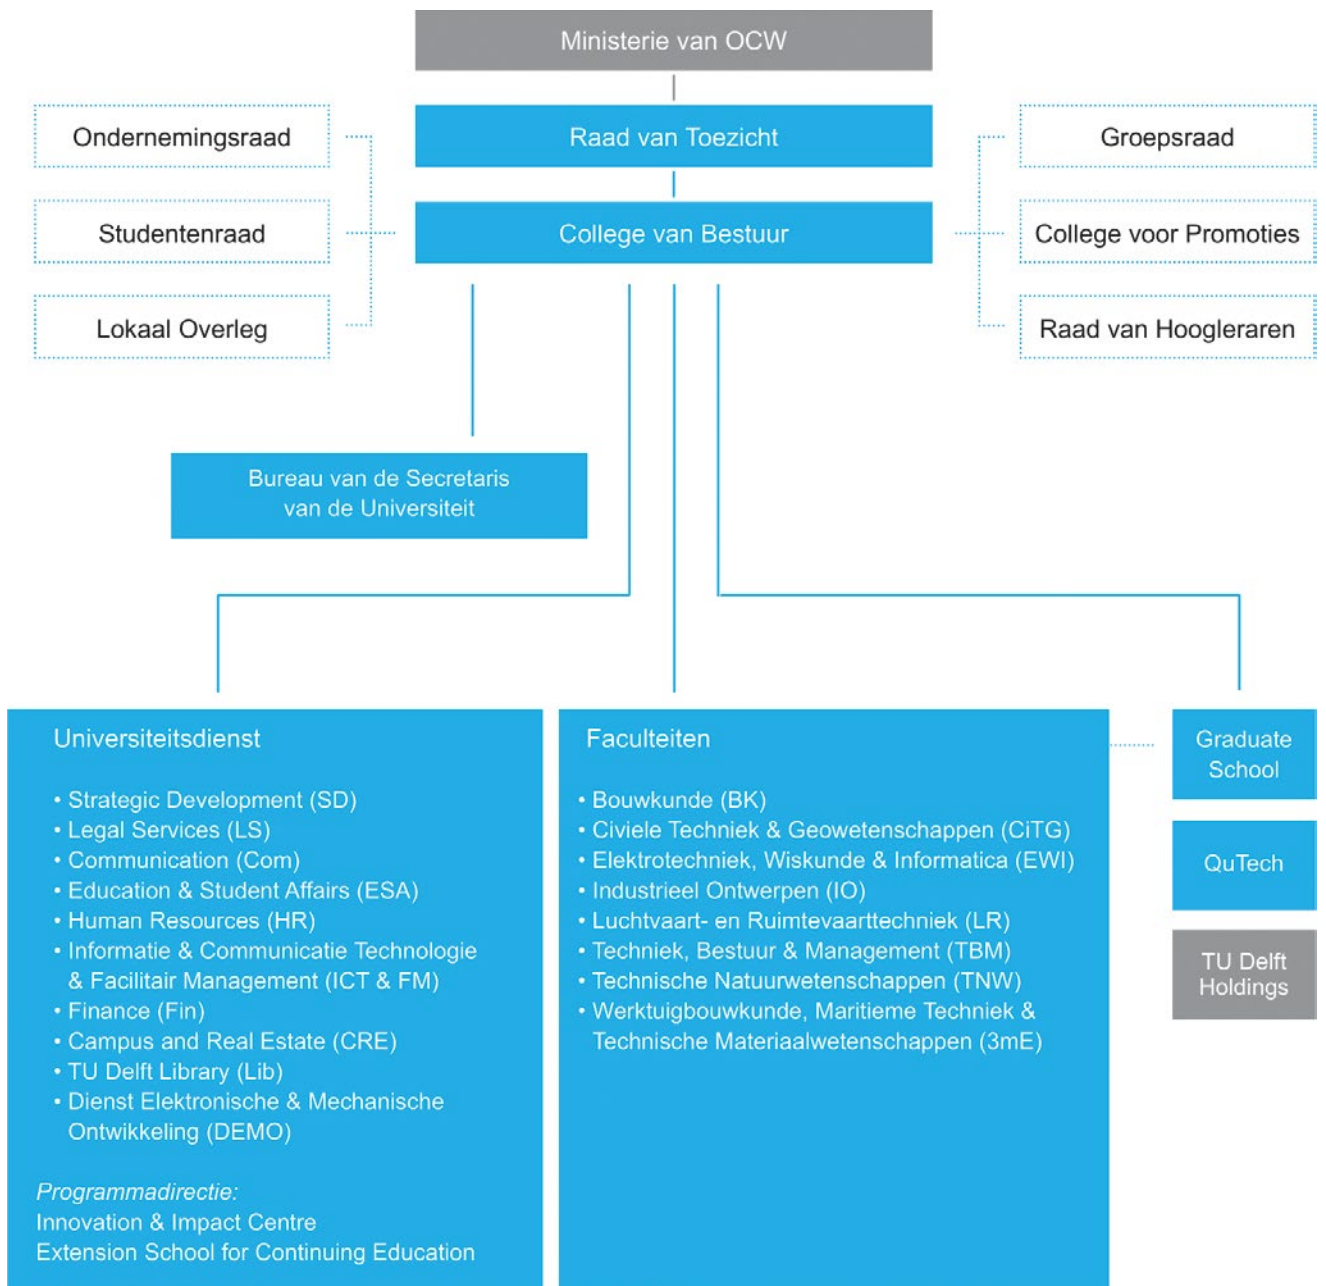 Ministerie van OCW
Ondernemingsraad
Raad van Toezicht
Groepsraad
Studentenraad
College van Bestuur
College voor Promoties
Lokaal Overleg
Raad van Hoogleraren
Bureau van de Secretaris
van de Universiteit
Universiteitsdienst
• Strategic Development (SD)
• Legal Services (LS)
• Communication (Com)
• Education & Student Affairs (ESA)
• Human Resources (HR)
• Informatie & Communicatie Technologie
& Facilitair Management (ICT & FM)
• Finance (Fin)
• Campus and Real Estate (CRE)
• TU Delft Library (Lib)
• Dienst Elektronische & Mechanische
Ontwikkeling (DEMO)
Programmadirectie:
Innovation & Impact Centre
Extension School for Continuing Education
Faculteiten
• Bouwkunde (BK)
• Civiele Techniek & Geowetenschappen (CiTG)
• Elektrotechniek, Wiskunde & Informatica (EWI)
• Industrieel Ontwerpen (IO)
• Luchtvaart- en Ruimtevaarttechniek (LR)
• Techniek, Bestuur & Management (TBM)
• Technische Natuurwetenschappen (TNW)
• Werktuigbouwkunde, Maritieme Techniek &
Technische Materiaalwetenschappen (3mE)
Graduate
School
QuTech
TU Delft
Holdings